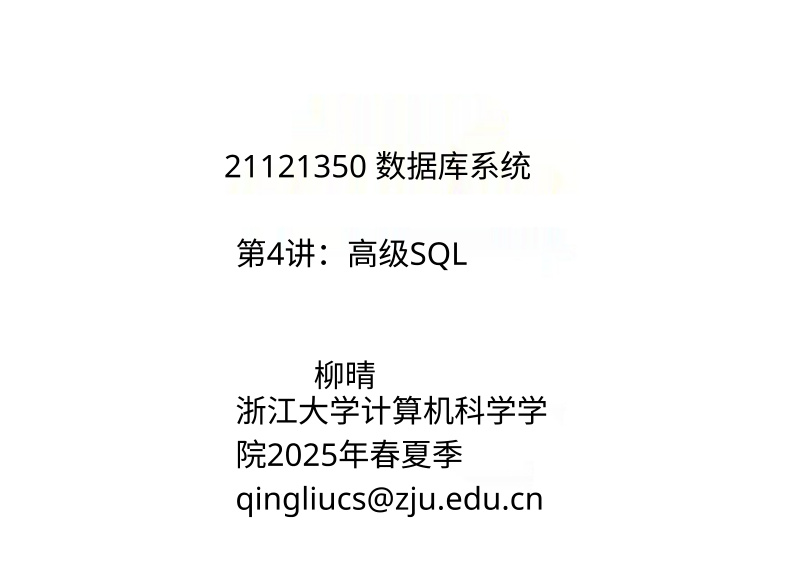 21121350 数据库系统
第4讲：高级SQL
柳晴
浙江大学计算机科学学
院2025年春夏季
qingliucs@zju.edu.cn